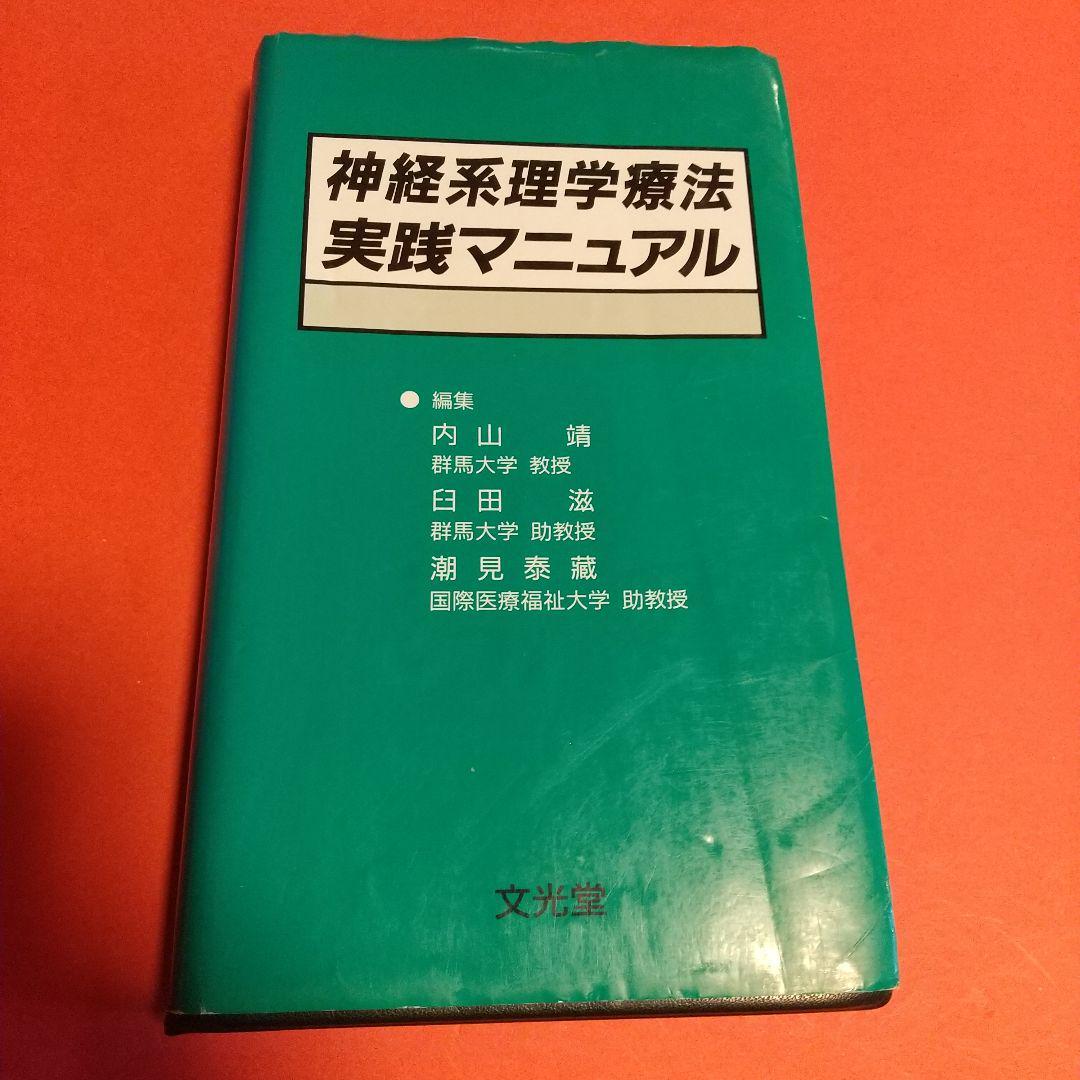 神経系理学療法
実践マニュアル
● 編集
内山 靖
群馬大学 教授
臼田 滋
群馬大学 助教授
潮見泰藏
国際医療福祉大学 助教授
文光堂